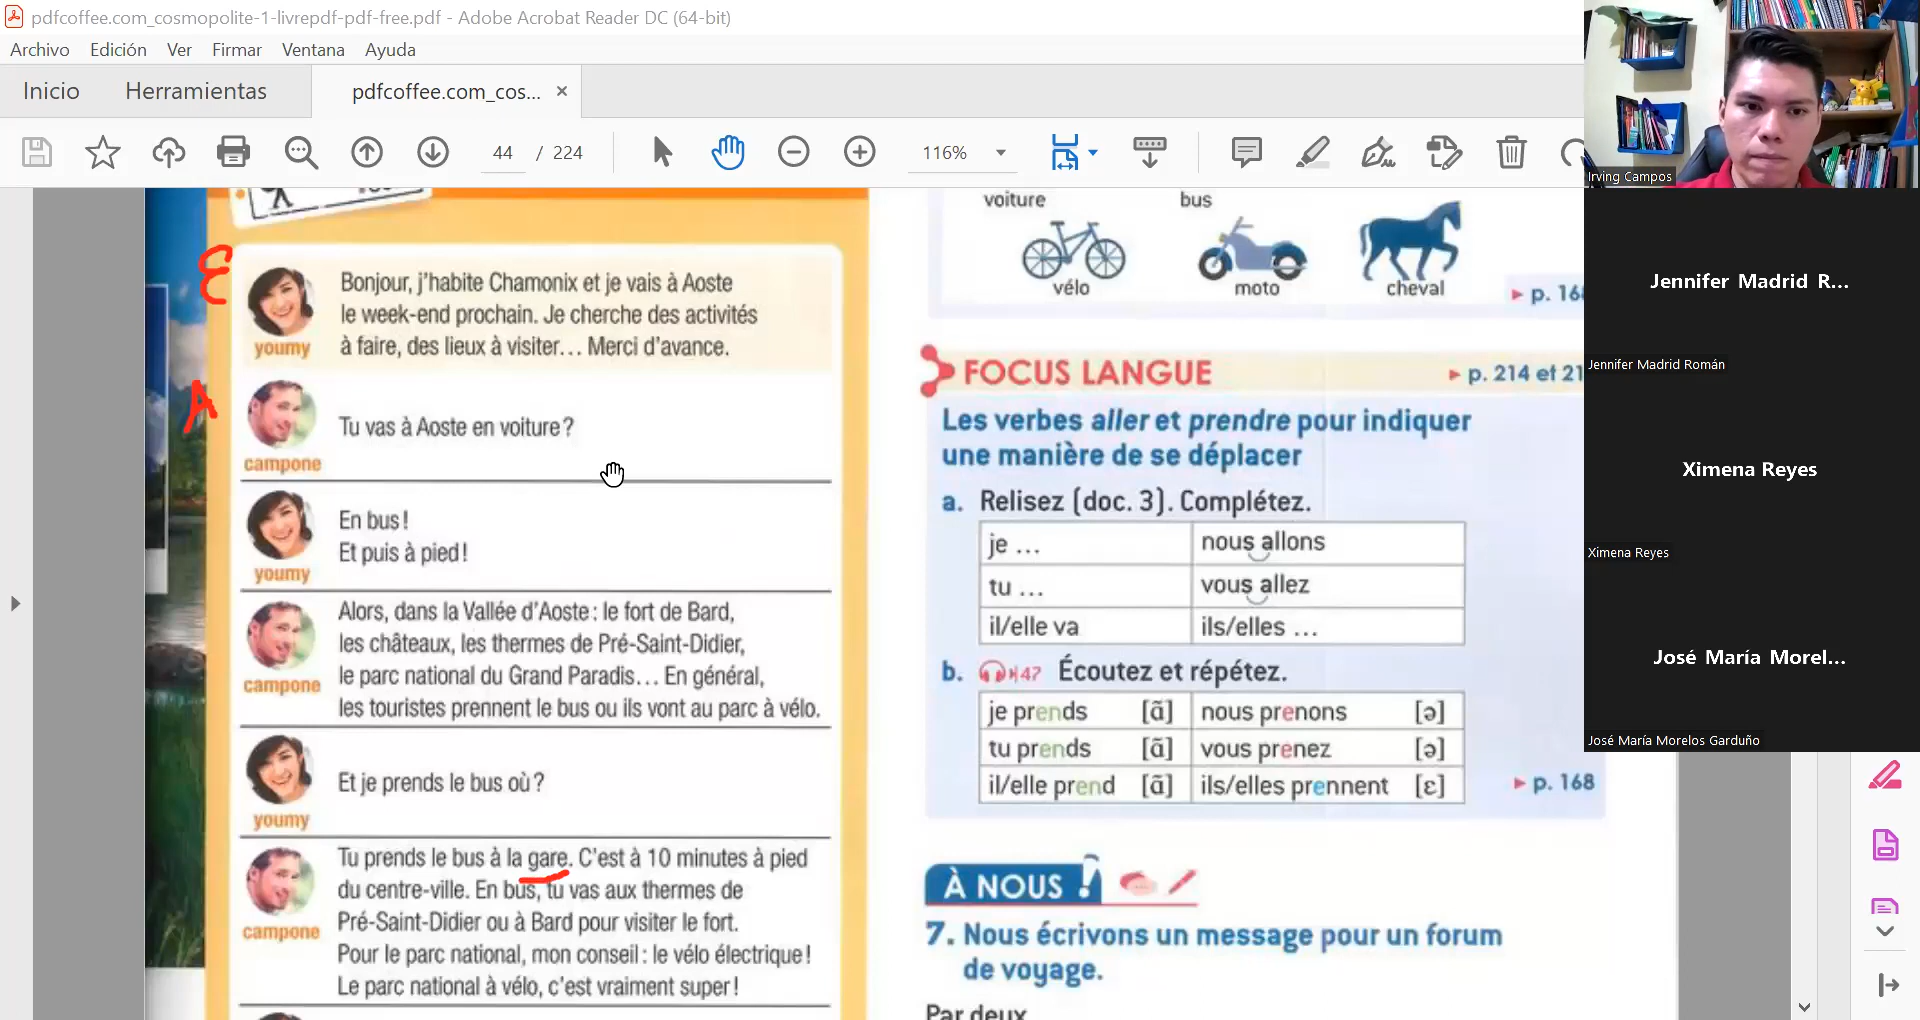 pdfcoffee.com_cosmopolite-1-livrepdf-pdf-free.pdf - Adobe Acrobat Reader DC (64-bit)
Archivo Edición Ver Firmar Ventana Ayuda
Inicio Herramientas pdfcoffee.com_cos... ×
44 / 224 116%
E
Bonjour, j'habite Chamonix et je vais à Aoste
le week-end prochain. Je cherche des activités
à faire, des lieux à visiter... Merci d'avance.
youmy
A
Tu vas à Aoste en voiture ?
campone
En bus !
Et puis à pied !
youmy
Alors, dans la Vallée d'Aoste : le fort de Bard,
les châteaux, les thermes de Pré-Saint-Didier,
le parc national du Grand Paradis... En général,
les touristes prennent le bus ou ils vont au parc à vélo.
campone
Et je prends le bus où ?
youmy
Tu prends le bus à la gare. C'est à 10 minutes à pied
du centre-ville. En bus, tu vas aux thermes de
Pré-Saint-Didier ou à Bard pour visiter le fort.
Pour le parc national, mon conseil : le vélo électrique !
Le parc national à vélo, c'est vraiment super !
campone
voiture bus
vélo moto cheval
► p. 168
FOCUS LANGUE
► p. 214 et 21
Les verbes aller et prendre pour indiquer
une manière de se déplacer
a. Relisez (doc. 3). Complétez.
je ... nous allons
tu ... vous allez
il/elle va ils/elles ...
b. 47 Écoutez et répétez.
je prends [ɑ̃] nous prenons [ə]
tu prends [ɑ̃] vous prenez [ə]
il/elle prend [ɑ̃] ils/elles prennent [ɛ]
► p. 168
À NOUS !
7. Nous écrivons un message pour un forum
de voyage.
Par deux.
Irving Campos
Jennifer Madrid R...
Jennifer Madrid Román
Ximena Reyes
Ximena Reyes
José María Morel...
José María Morelos Garduño